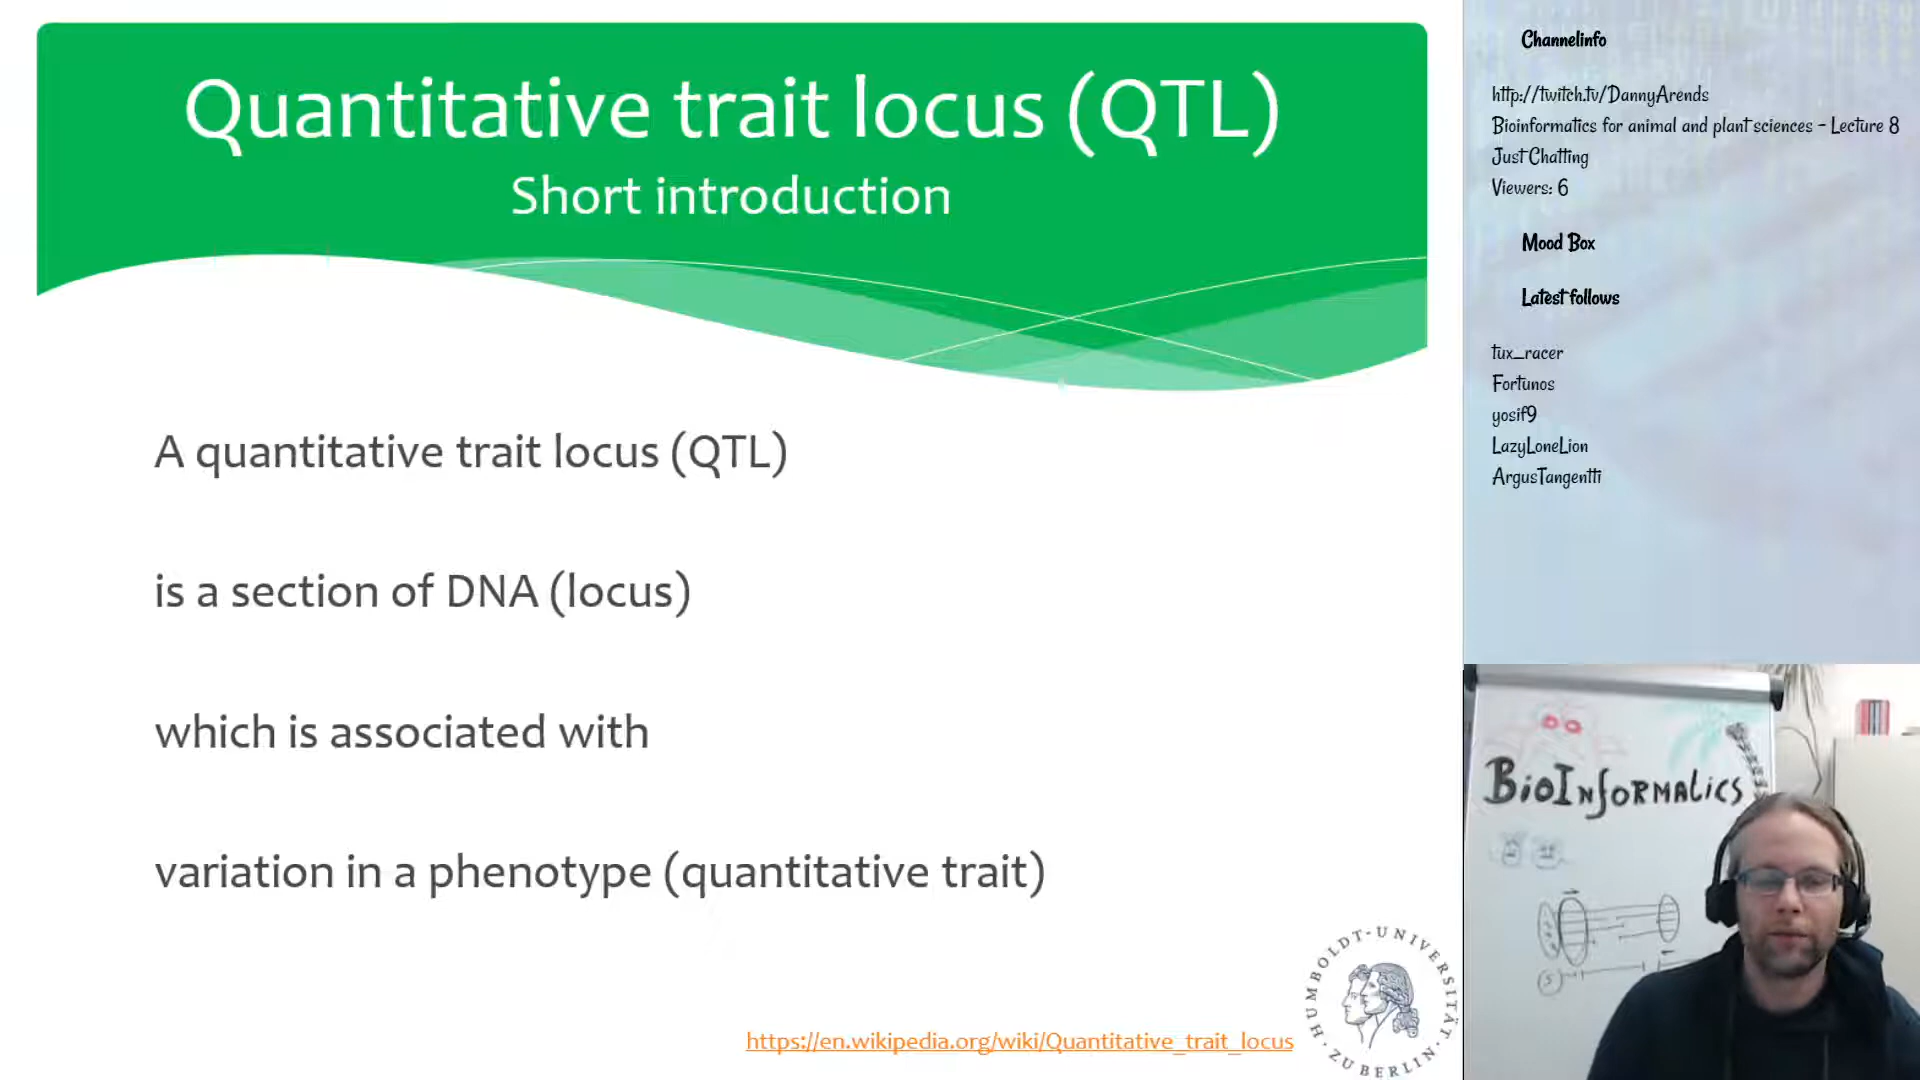 Quantitative trait locus (QTL)
Short introduction
A quantitative trait locus (QTL)
is a section of DNA (locus)
which is associated with
variation in a phenotype (quantitative trait)
https://en.wikipedia.org/wiki/Quantitative_trait_locus
HUMBOLDT-UNIVERSITÄT
ZU BERLIN
Channelinfo
http://twitch.tv/DannyArends
Bioinformatics for animal and plant sciences - Lecture 8
Just Chatting
Viewers: 6
Mood Box
Latest follows
tux_racer
Fortunos
yosif9
LazyLoneLion
ArgusTangentti
BioInformatics
S